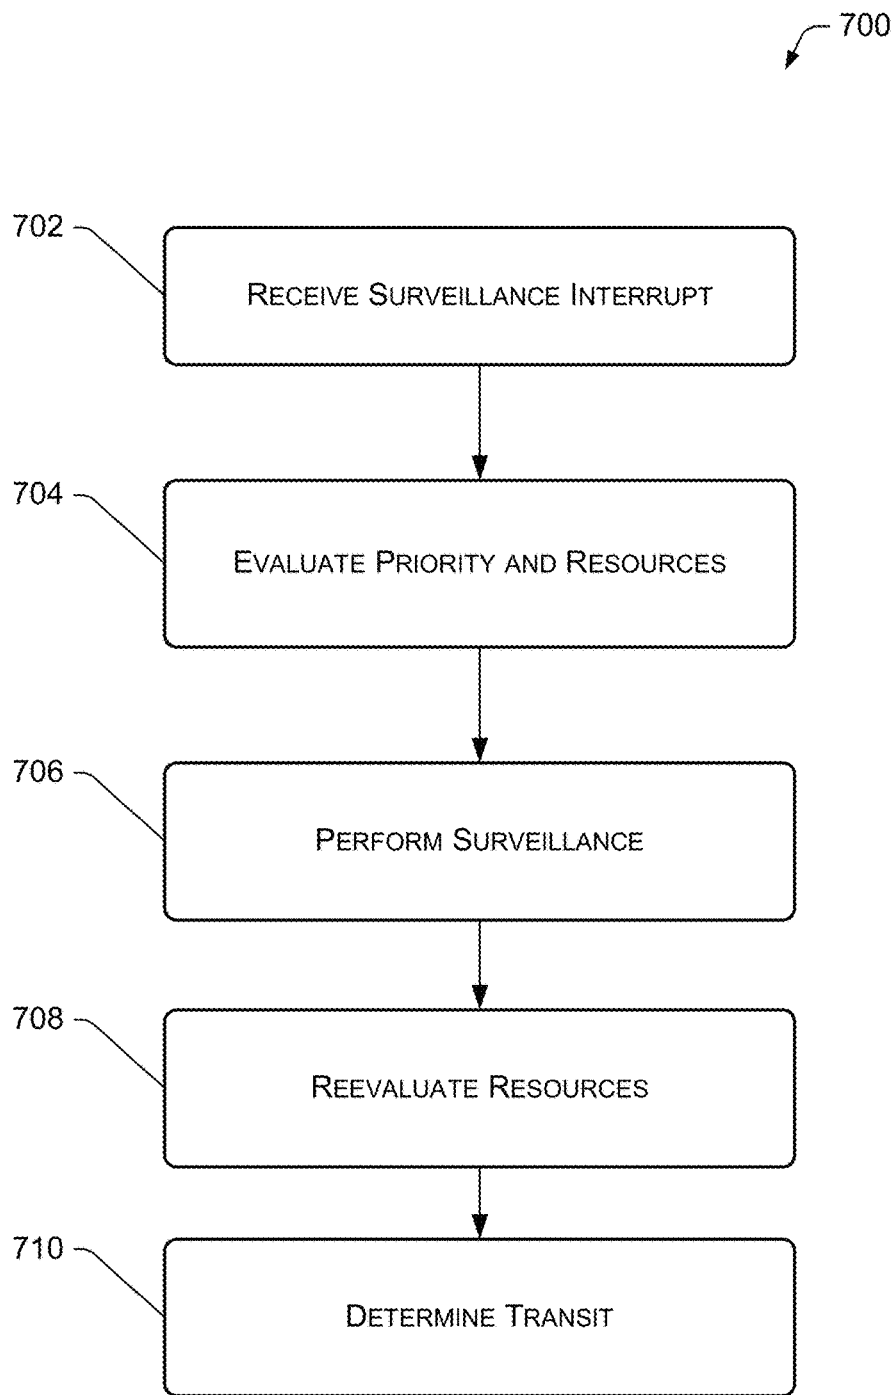 700
702
RECEIVE SURVEILLANCE INTERRUPT
704
EVALUATE PRIORITY AND RESOURCES
706
PERFORM SURVEILLANCE
708
REEVALUATE RESOURCES
710
DETERMINE TRANSIT